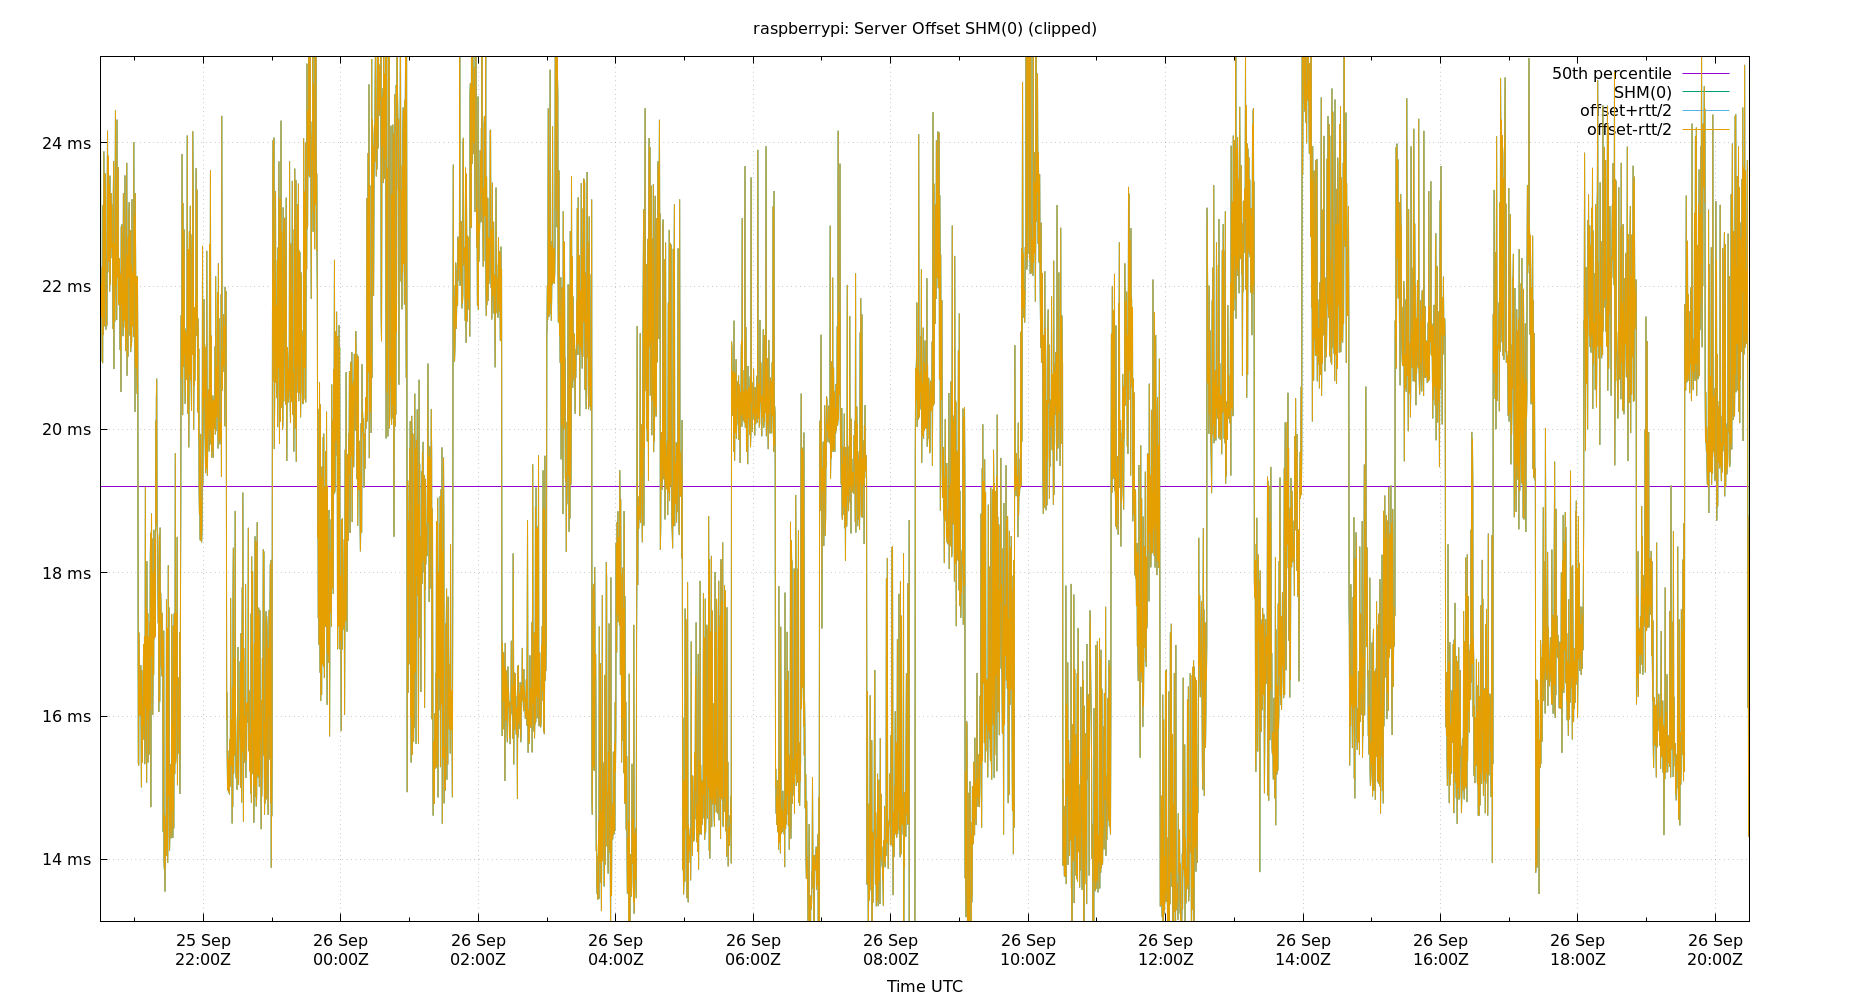 raspberrypi: Server Offset SHM(0) (clipped)
50th percentile
SHM(0)
offset+rtt/2
offset-rtt/2
24 ms
22 ms
20 ms
18 ms
16 ms
14 ms
25 Sep 26 Sep 26 Sep 26 Sep 26 Sep 26 Sep 26 Sep 26 Sep 26 Sep 26 Sep 26 Sep 26 Sep
22:00Z 00:00Z 02:00Z 04:00Z 06:00Z 08:00Z 10:00Z 12:00Z 14:00Z 16:00Z 18:00Z 20:00Z
Time UTC